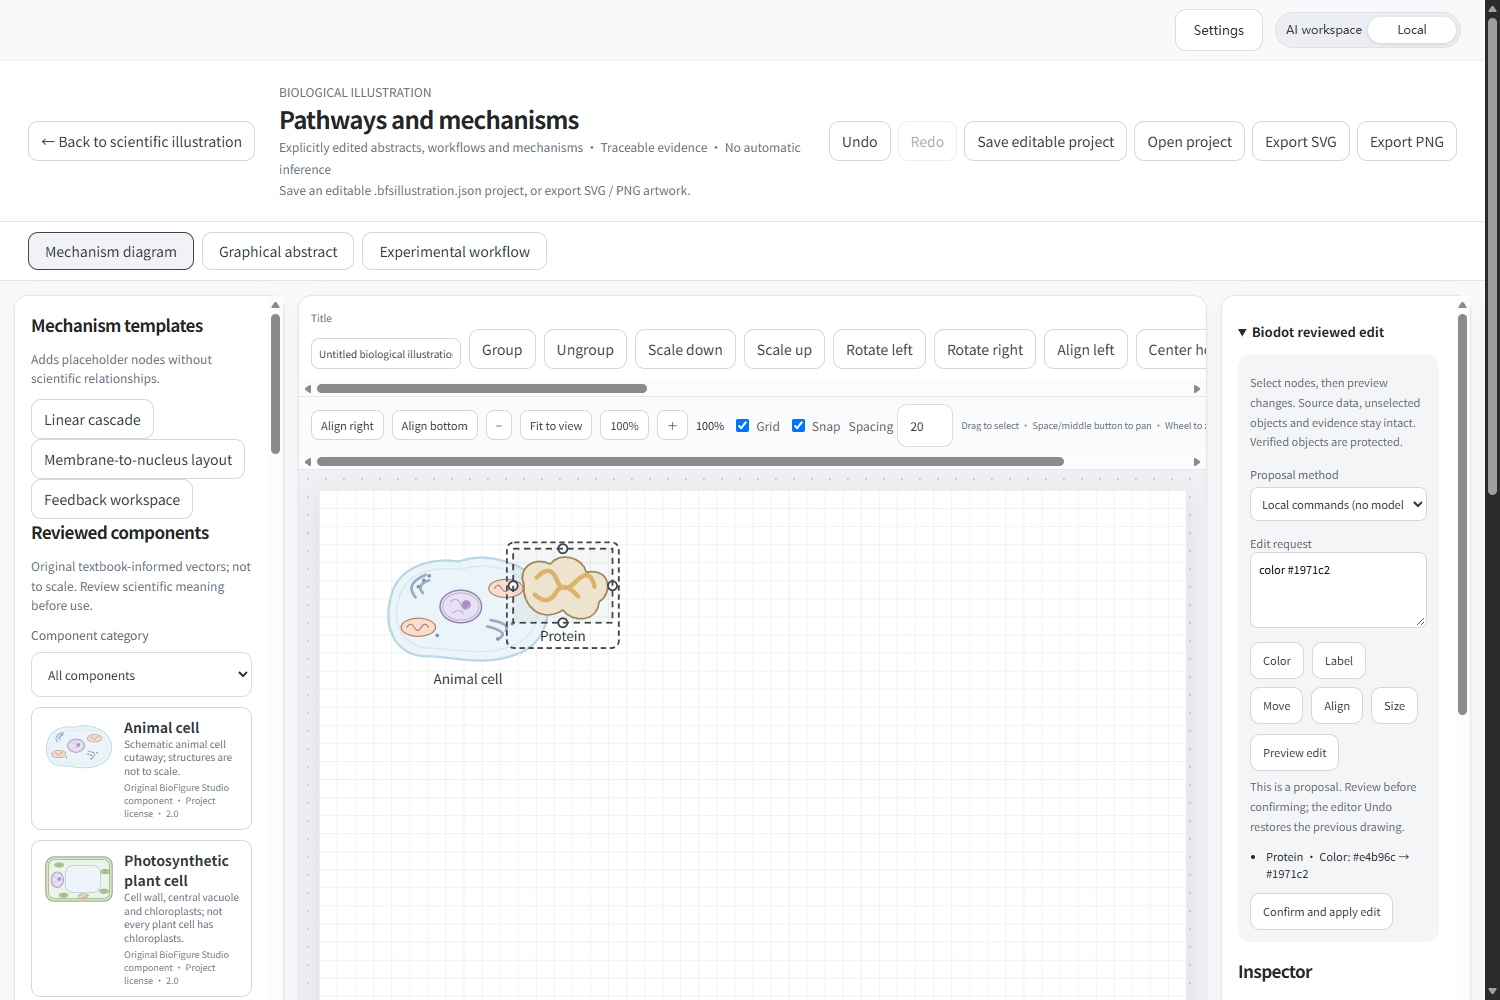 Settings
AI workspace
Local
← Back to scientific illustration
BIOLOGICAL ILLUSTRATION
Pathways and mechanisms
Explicitly edited abstracts, workflows and mechanisms • Traceable evidence • No automatic
inference
Save an editable .bfsillustration.json project, or export SVG / PNG artwork.
Undo
Redo
Save editable project
Open project
Export SVG
Export PNG
Mechanism diagram
Graphical abstract
Experimental workflow
Mechanism templates
Adds placeholder nodes without
scientific relationships.
Linear cascade
Membrane-to-nucleus layout
Feedback workspace
Reviewed components
Original textbook-informed vectors; not
to scale. Review scientific meaning
before use.
Component category
All components
Animal cell
Schematic animal cell
cutaway; structures are
not to scale.
Original BioFigure Studio
component • Project
license • 2.0
Photosynthetic
plant cell
Cell wall, central vacuole
and chloroplasts; not
every plant cell has
chloroplasts.
Original BioFigure Studio
component • Project
license • 2.0
Title
Untitled biological illustratio
Group
Ungroup
Scale down
Scale up
Rotate left
Rotate right
Align left
Center h
Align right
Align bottom
−
Fit to view
100%
+
100%
Grid
Snap
Spacing
20
Drag to select • Space/middle button to pan • Wheel to
Protein
Animal cell
Biodot reviewed edit
Select nodes, then preview
changes. Source data, unselected
objects and evidence stay intact.
Verified objects are protected.
Proposal method
Local commands (no model
Edit request
color #1971c2
Color
Label
Move
Align
Size
Preview edit
This is a proposal. Review before
confirming; the editor Undo
restores the previous drawing.
• Protein • Color: #e4b96c →
#1971c2
Confirm and apply edit
Inspector